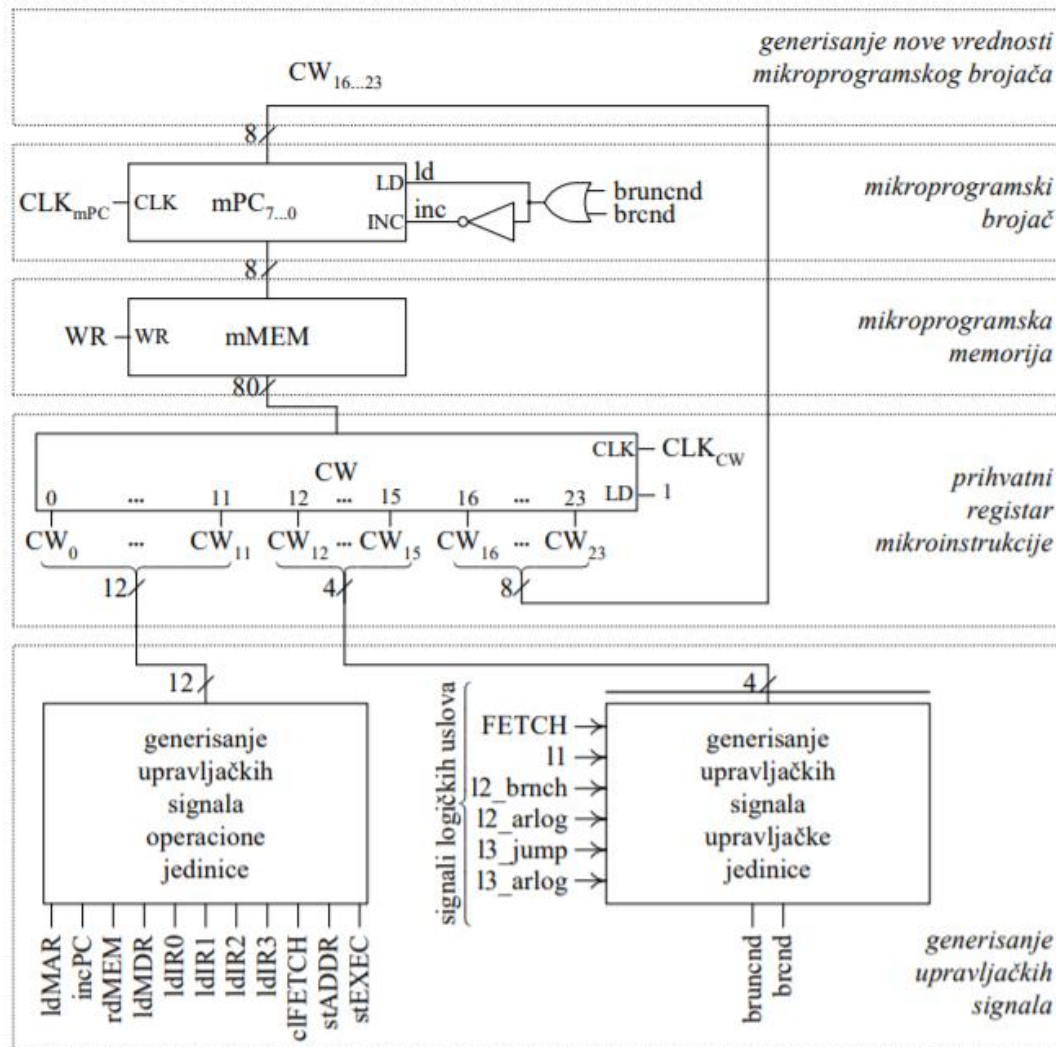 generisanje nove vrednosti
mikroprogramskog brojača
CW16...23
8
CLKmPC
CLK
mPC7...0
LD
ld
INC
inc
bruncnd
brcnd
mikroprogramski
brojač
8
WR
WR
mMEM
mikroprogramska
memorija
80
CW
CLK
CLKCW
LD
1
0 ... 11 12 ... 15 16 ... 23
CW0 ... CW11 CW12 ... CW15 CW16 ... CW23
12
4
8
prihvatni
registar
mikroinstrukcije
12
generisanje
upravljačkih
signala
operacione
jedinice
ldMAR
incPC
rdMEM
ldMDR
ldIR0
ldIR1
ldIR2
ldIR3
clFETCH
stADDR
stEXEC
signali logičkih uslova
FETCH
l1
l2_brnch
l2_arlog
l3_jump
l3_arlog
4
generisanje
upravljačkih
signala
upravljačke
jedinice
bruncnd
brcnd
generisanje
upravljačkih
signala